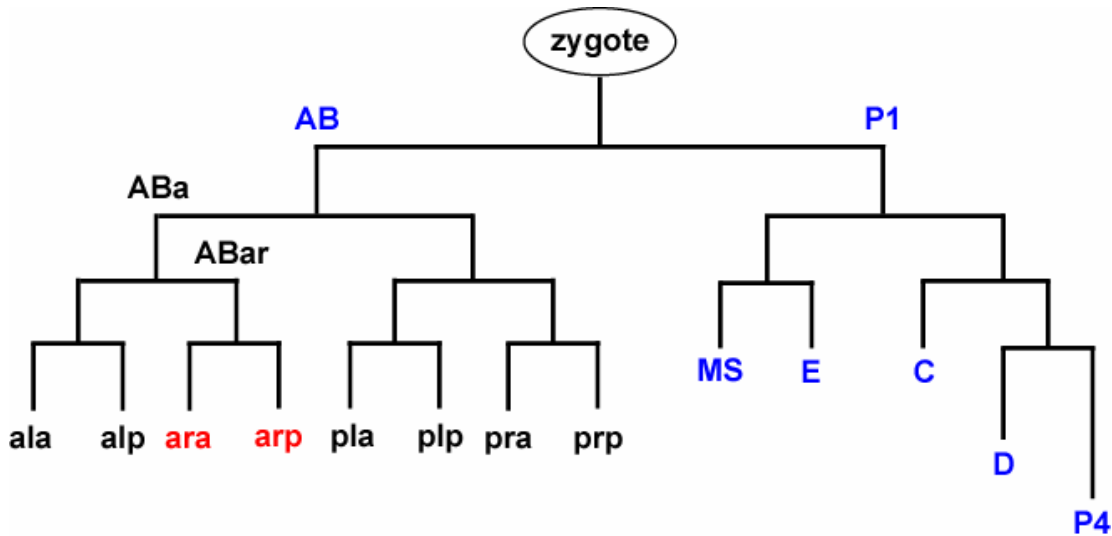 zygote
AB P1
ABa
ABar
MS E C
ala alp ara arp pla plp pra prp
D
P4